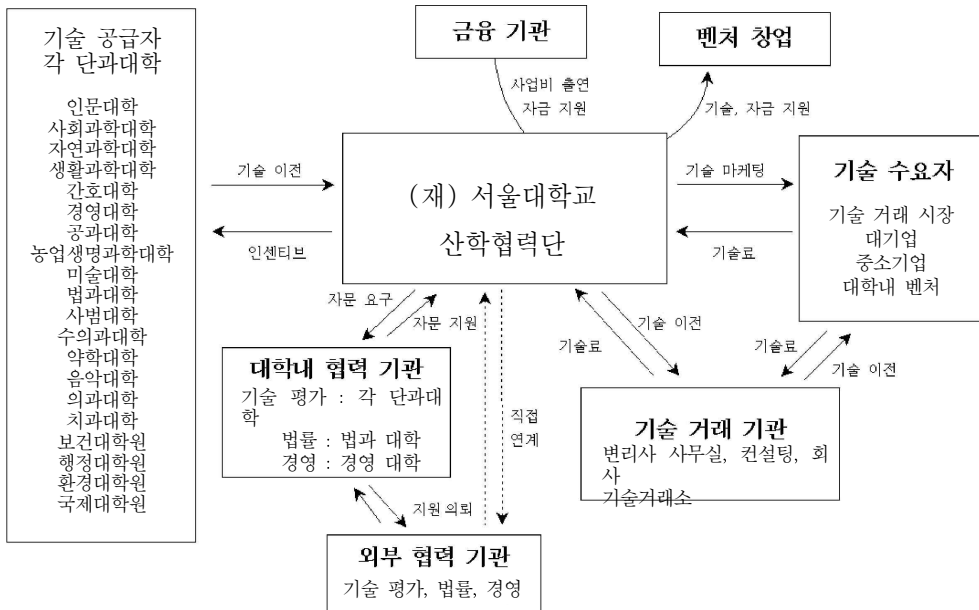 기술 공급자
각 단과대학
인문대학
사회과학대학
자연과학대학
생활과학대학
간호대학
경영대학
공과대학
농업생명과학대학
미술대학
법과대학
사범대학
수의과대학
약학대학
음악대학
의과대학
치과대학
보건대학원
행정대학원
환경대학원
국제대학원
금융 기관
벤처 창업
사업비 출연
자금 지원
기술, 자금 지원
기술 이전
인센티브
(재) 서울대학교
산학협력단
기술 마케팅
기술료
기술 수요자
기술 거래 시장
대기업
중소기업
대학내 벤처
자문 요구
자문 지원
기술 이전
기술료
기술료
기술 이전
대학내 협력 기관
기술 평가 : 각 단과대
학
법률 : 법과 대학
경영 : 경영 대학
직접
연계
기술 거래 기관
변리사 사무실, 컨설팅, 회
사
기술거래소
지원의뢰
외부 협력 기관
기술 평가, 법률, 경영